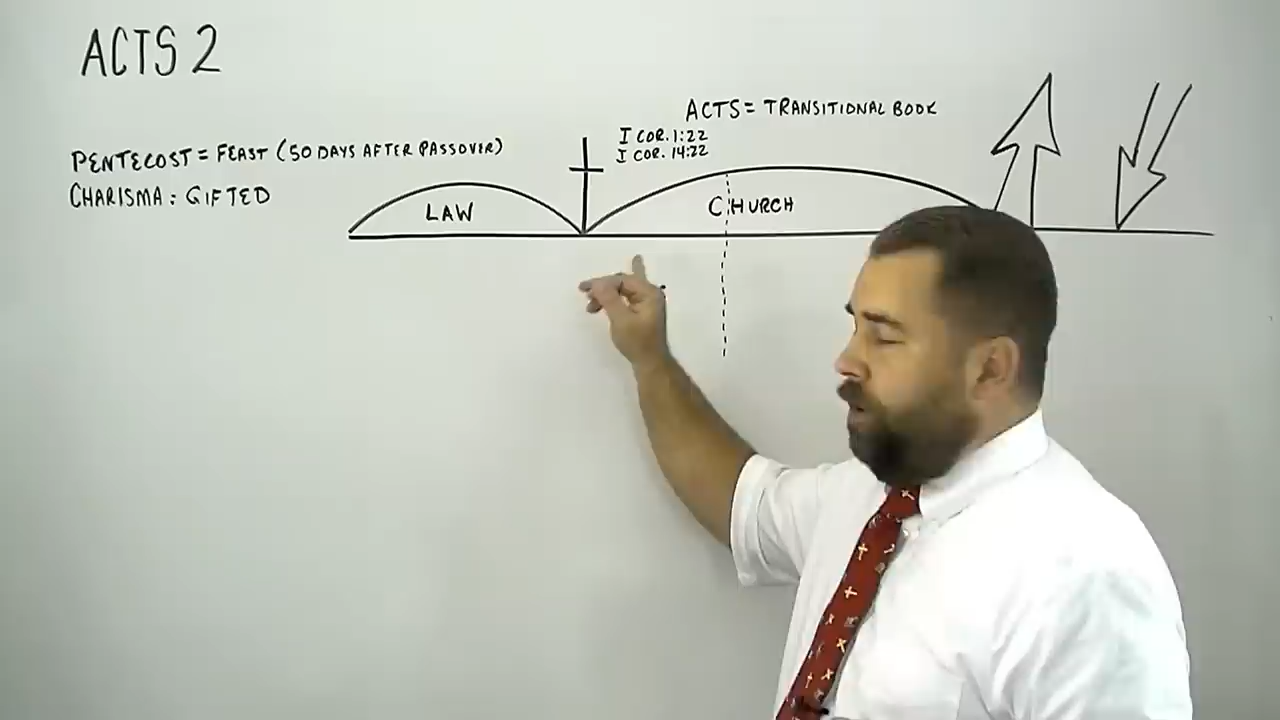 ACTS 2
ACTS = TRANSITIONAL BOOK
I COR. 1:22
I COR. 14:22
PENTECOST = FEAST (50 DAYS AFTER PASSOVER)
CHARISMA: GIFTED
LAW
CHURCH